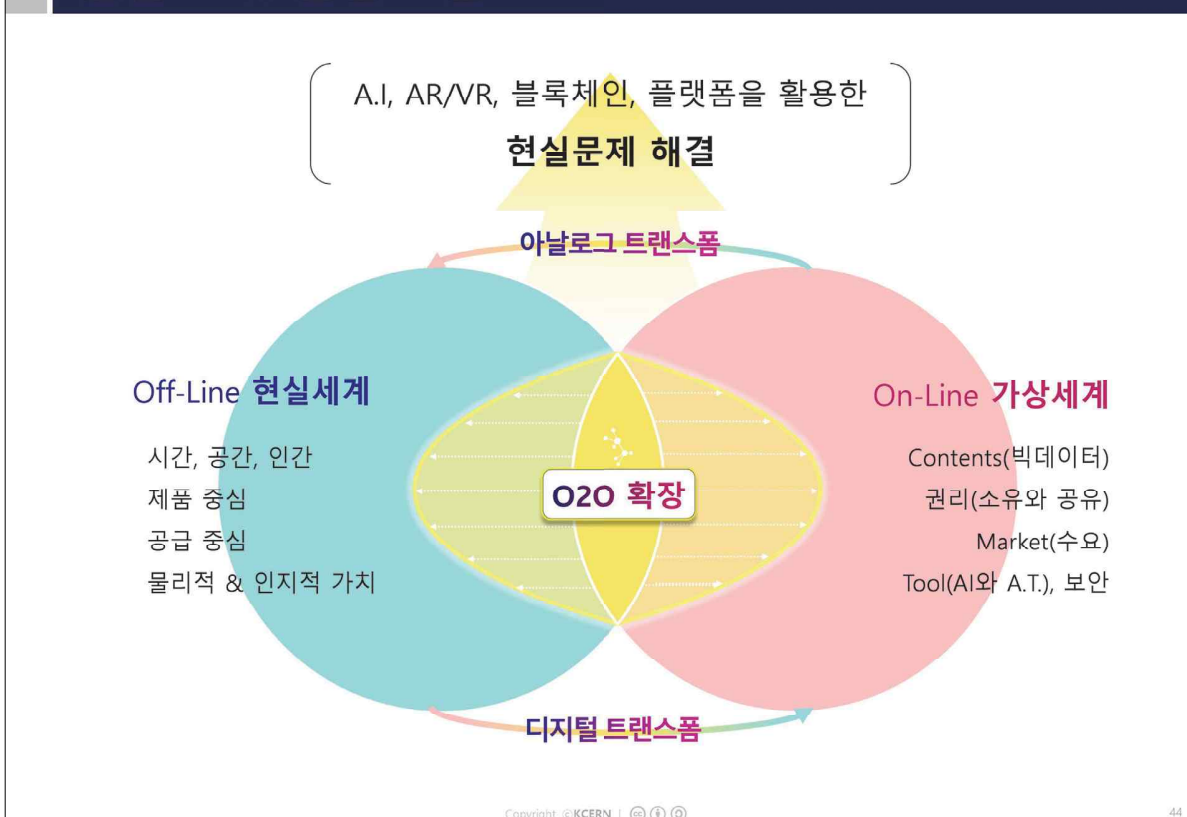 A.I, AR/VR, 블록체인, 플랫폼을 활용한
현실문제 해결
아날로그 트랜스폼
Off-Line 현실세계
시간, 공간, 인간
제품 중심
공급 중심
물리적 & 인지적 가치
O2O 확장
On-Line 가상세계
Contents(빅데이터)
권리(소유와 공유)
Market(수요)
Tool(AI와 A.T.), 보안
디지털 트랜스폼
Copyright ⓒKCERN |
44